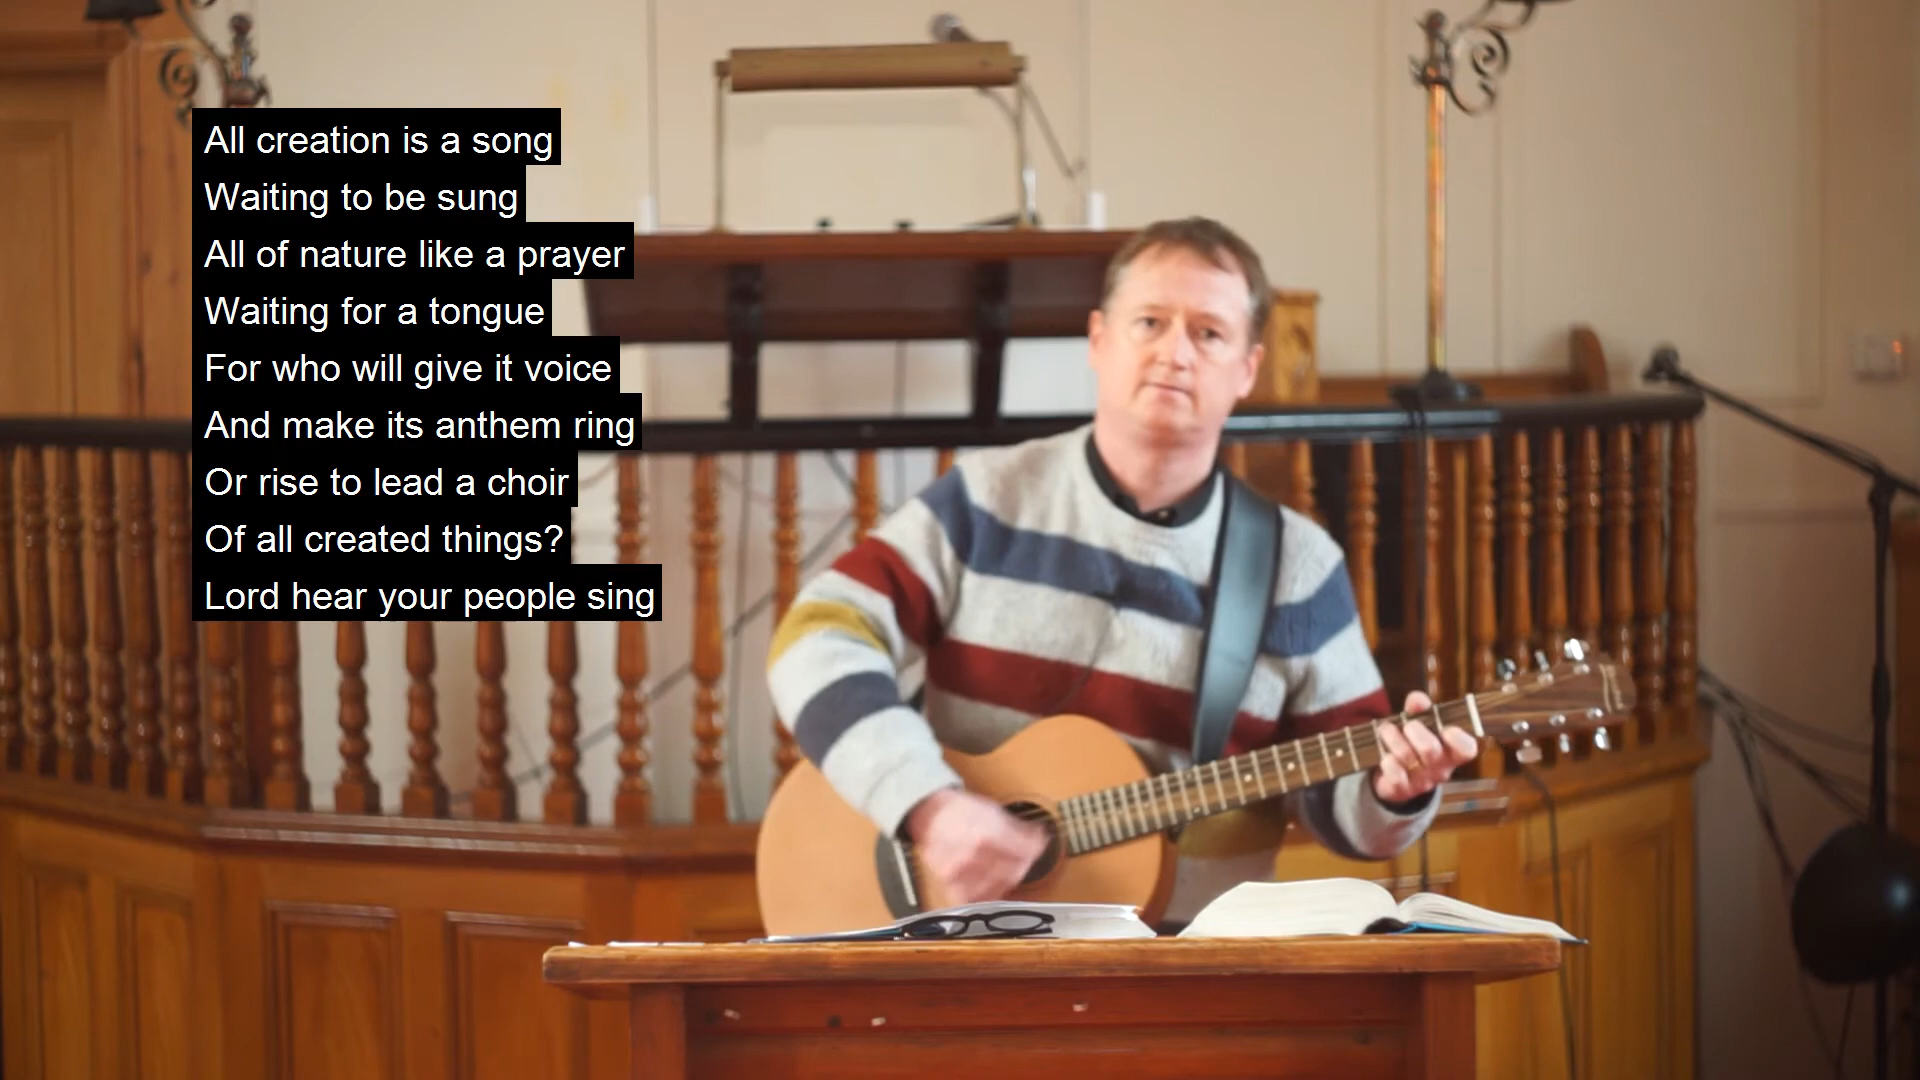 All creation is a song
Waiting to be sung
All of nature like a prayer
Waiting for a tongue
For who will give it voice
And make its anthem ring
Or rise to lead a choir
Of all created things?
Lord hear your people sing